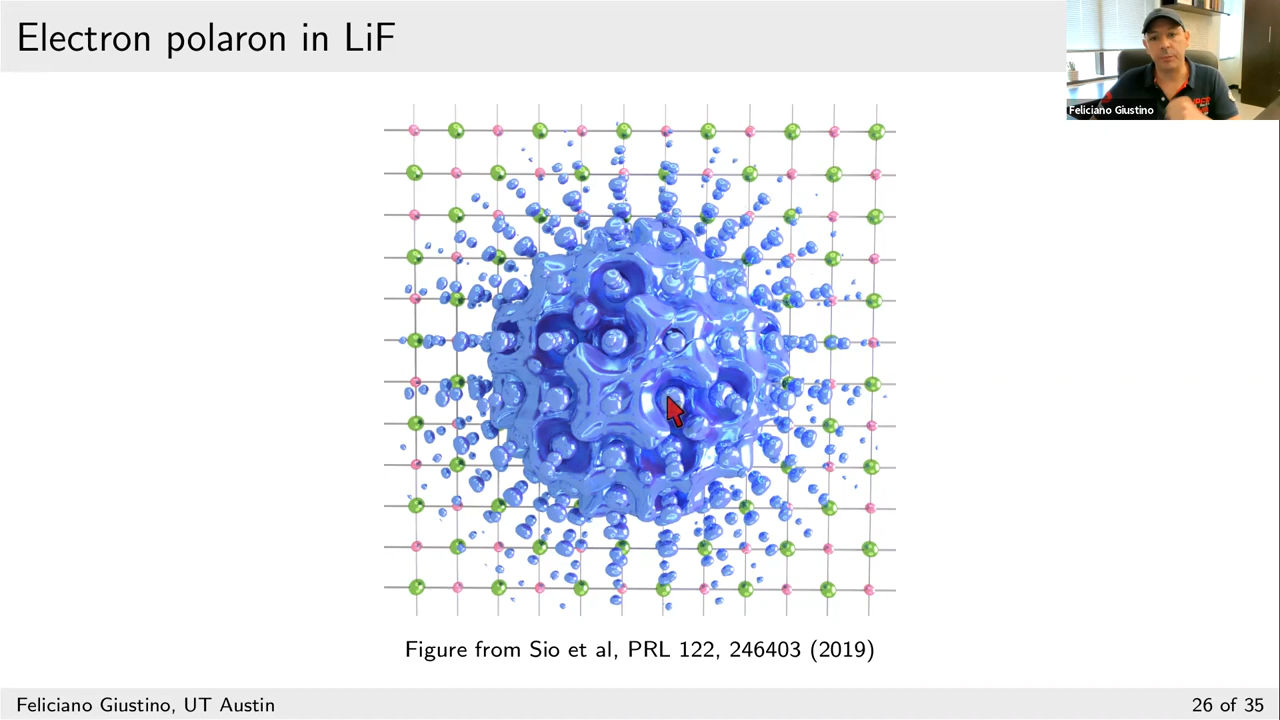 Electron polaron in LiF
Feliciano Giustino
Figure from Sio et al, PRL 122, 246403 (2019)
Feliciano Giustino, UT Austin
26 of 35